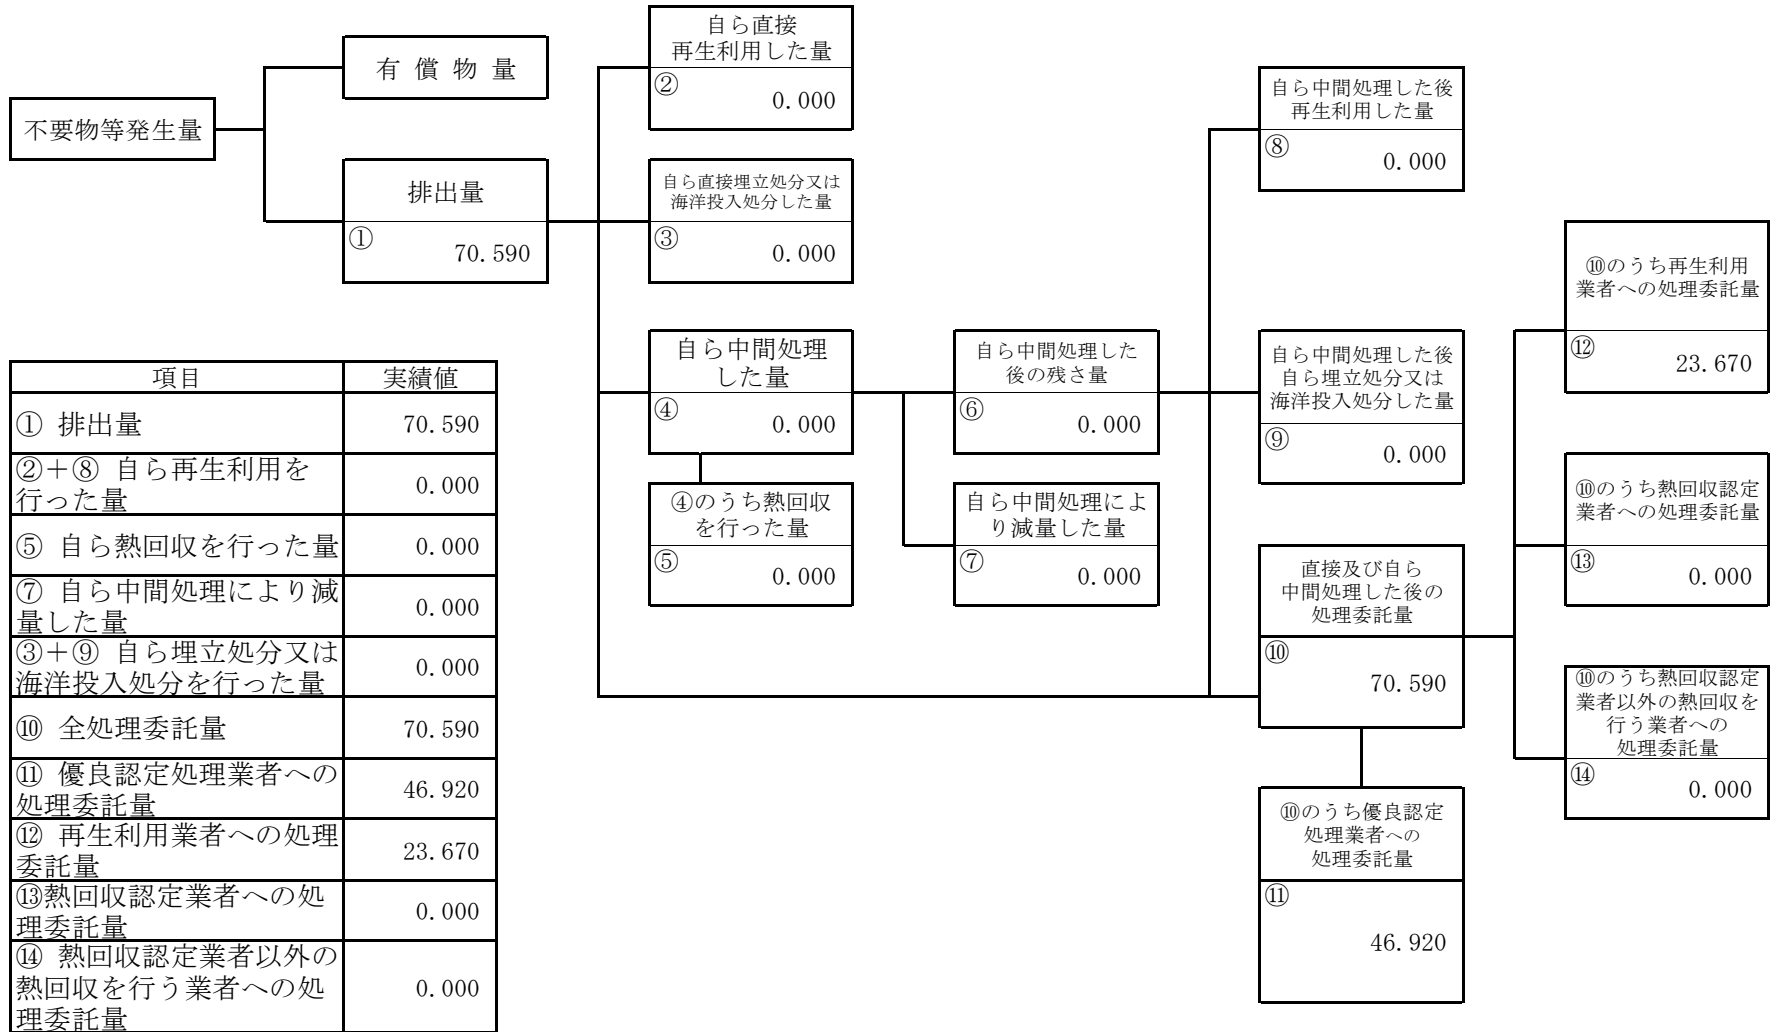 不要物等発生量
有 償 物 量
排出量
①
70.590
自ら直接
再生利用した量
②
0.000
自ら直接埋立処分又は
海洋投入処分した量
③
0.000
自ら中間処理
した量
④
0.000
④のうち熱回収
を行った量
⑤
0.000
自ら中間処理した
後の残さ量
⑥
0.000
自ら中間処理によ
り減量した量
⑦
0.000
自ら中間処理した後
再生利用した量
⑧
0.000
自ら中間処理した後
自ら埋立処分又は
海洋投入処分した量
⑨
0.000
直接及び自ら
中間処理した後の
処理委託量
⑩
70.590
⑩のうち優良認定
処理業者への
処理委託量
⑪
46.920
⑩のうち再生利用
業者への処理委託量
⑫
23.670
⑩のうち熱回収認定
業者への処理委託量
⑬
0.000
⑩のうち熱回収認定
業者以外の熱回収を
行う業者への
処理委託量
⑭
0.000
項目 実績値
① 排出量 70.590
②＋⑧ 自ら再生利用を
行った量 0.000
⑤ 自ら熱回収を行った量 0.000
⑦ 自ら中間処理により減
量した量 0.000
③＋⑨ 自ら埋立処分又は
海洋投入処分を行った量 0.000
⑩ 全処理委託量 70.590
⑪ 優良認定処理業者への
処理委託量 46.920
⑫ 再生利用業者への処理
委託量 23.670
⑬熱回収認定業者への処
理委託量 0.000
⑭ 熱回収認定業者以外の
熱回収を行う業者への処
理委託量 0.000